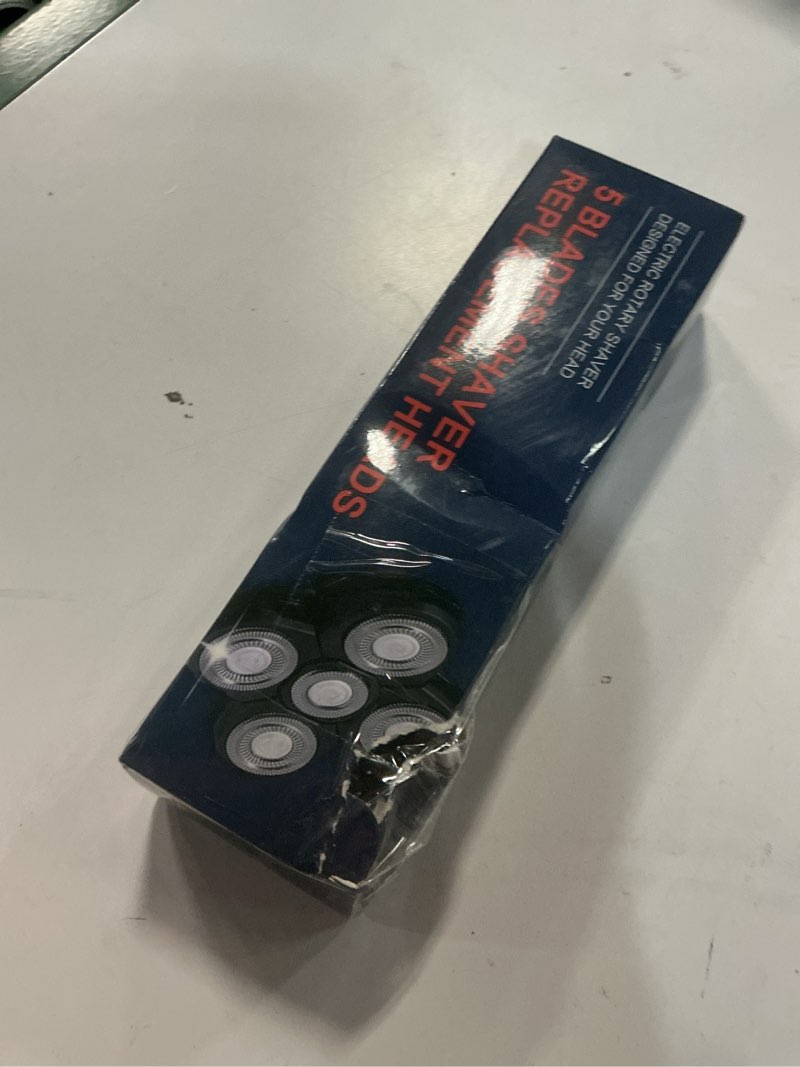 5 BLADES SHAVER
REPLACEMENT HEADS
ELECTRIC ROTARY SHAVER
DESIGNED FOR YOUR HEAD